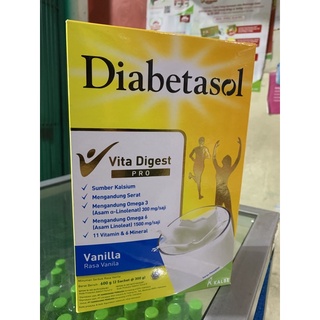 Diabetasol
Vita Digest
PRO
Sumber Kalsium
Mengandung Serat
Mengandung Omega 3
(Asam α-Linolenat) 300 mg/saji
Mengandung Omega 6
(Asam Linoleat) 1500 mg/saji
11 Vitamin & 6 Mineral
Vanilla
Rasa Vanila
KALBE